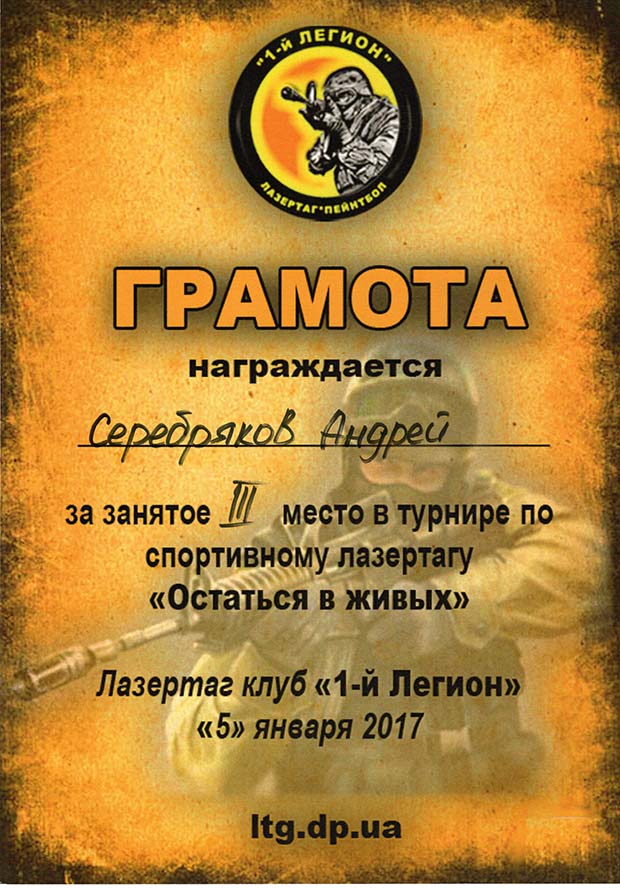 "1-й ЛЕГИОН"
ЛАЗЕРТАГ*ПЕЙНТБОЛ
ГРАМОТА
награждается
Серебряков Андрей
за занятое III место в турнире по
спортивному лазертагу
«Остаться в живых»
Лазертаг клуб «1-й Легион»
«5» января 2017
ltg.dp.ua